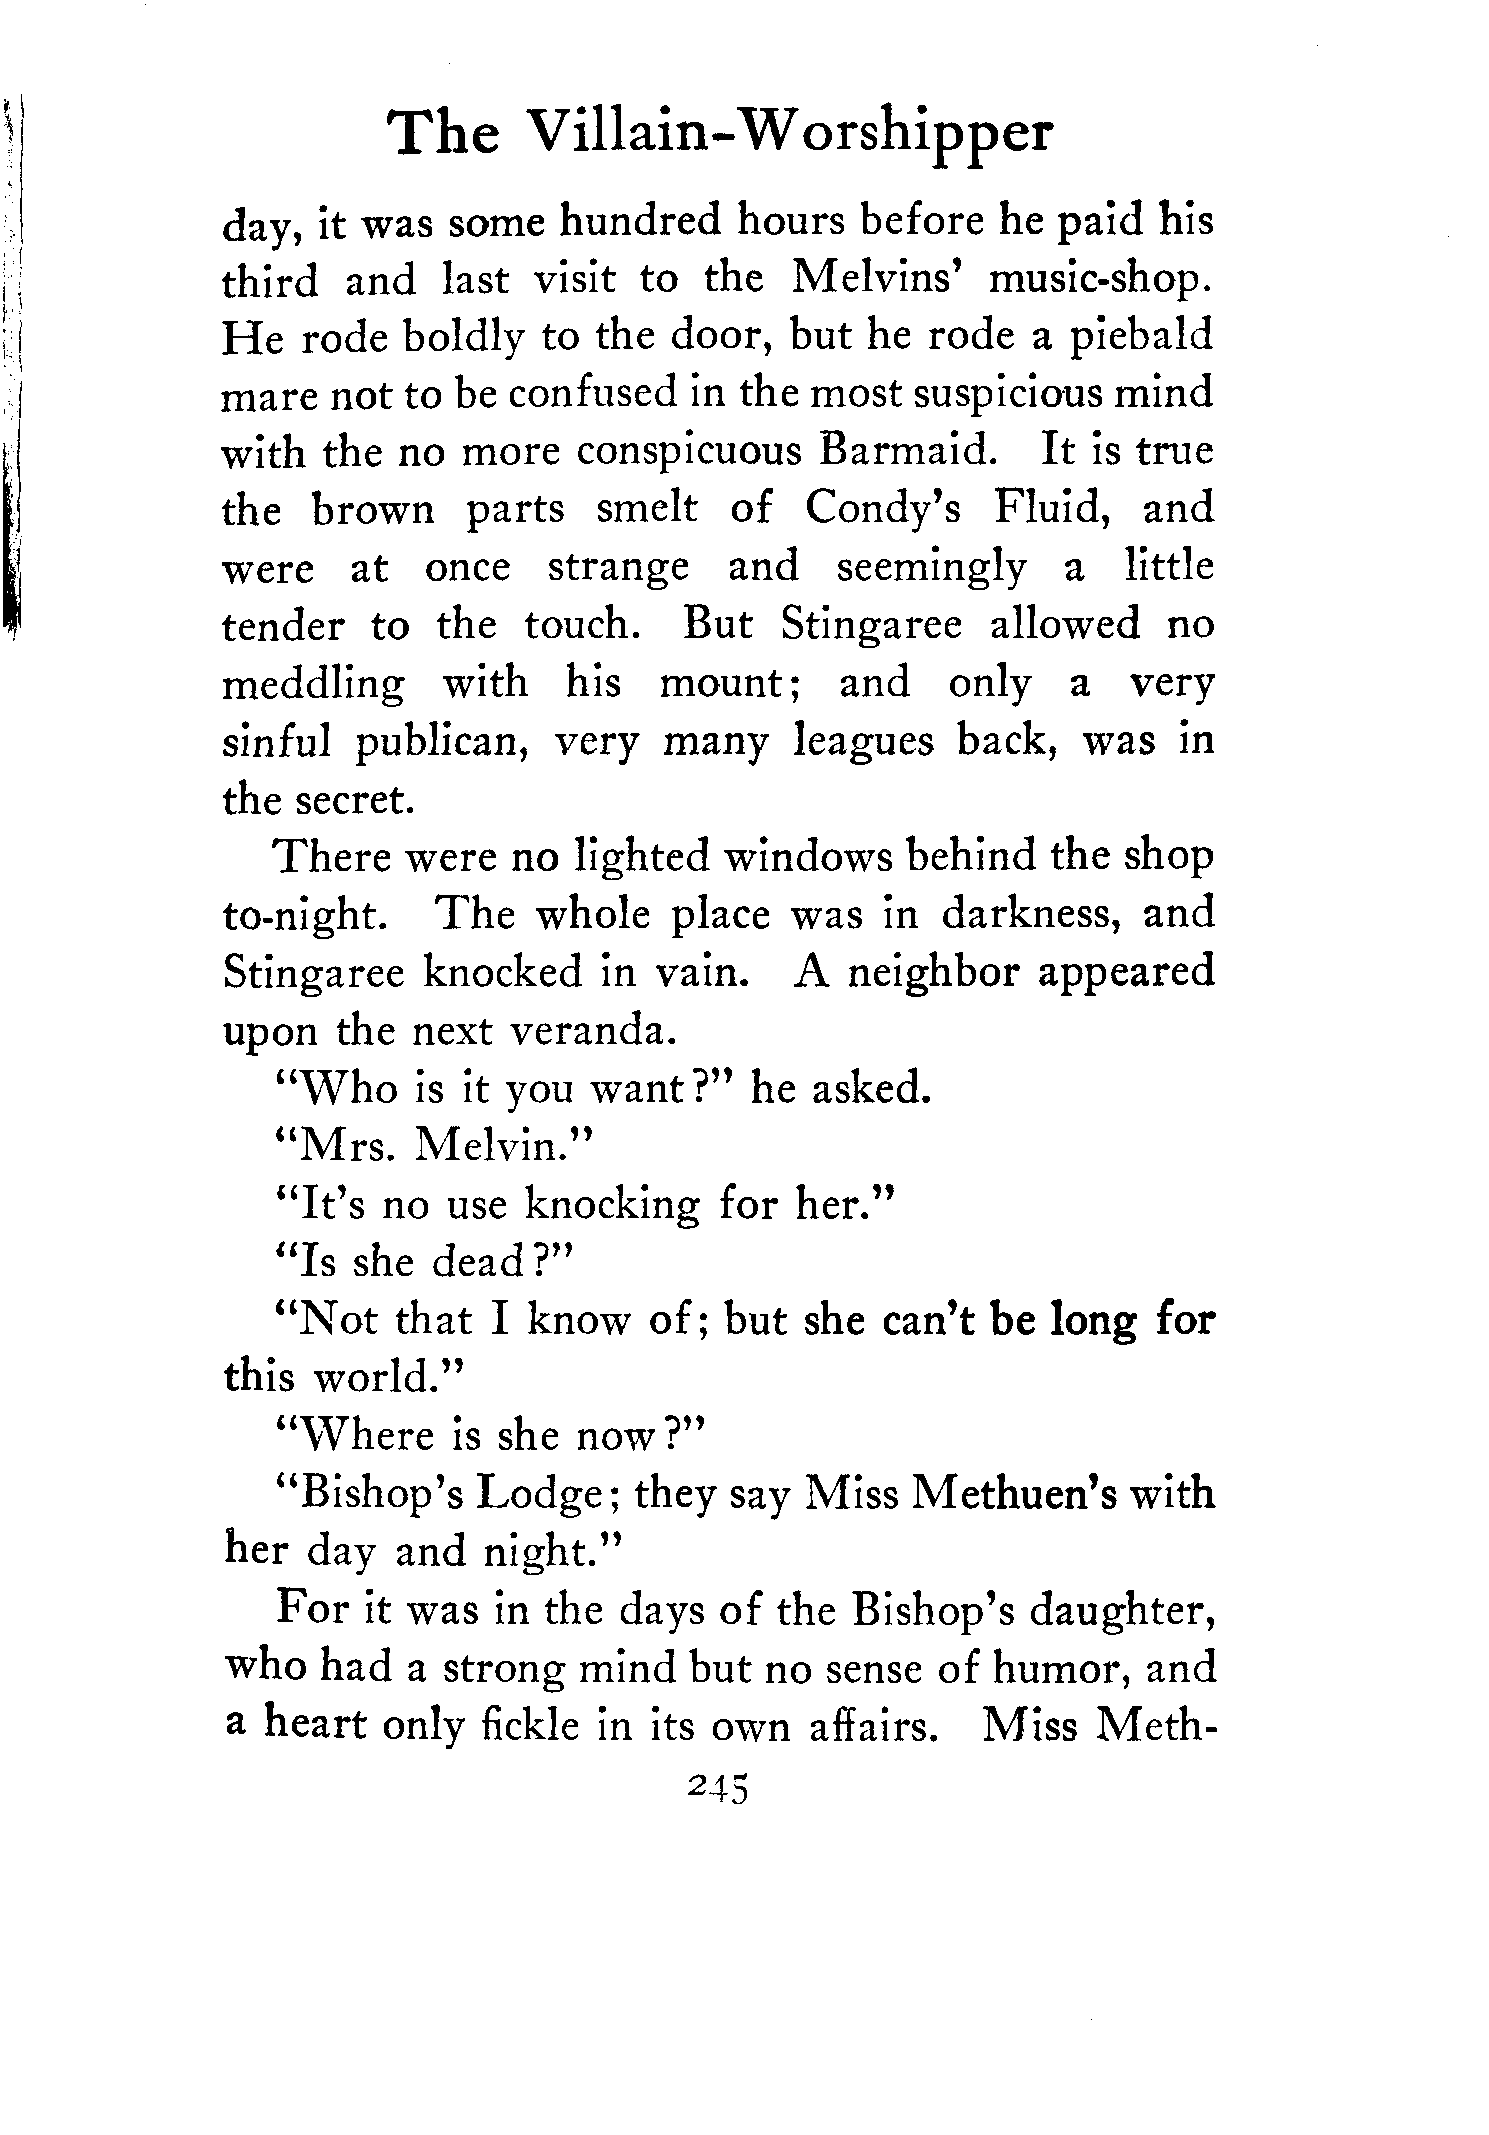 The Villain-Worshipper
day, it was some hundred hours before he paid his
third and last visit to the Melvins' music-shop.
He rode boldly to the door, but he rode a piebald
mare not to be confused in the most suspicious mind
with the no more conspicuous Barmaid. It is true
the brown parts smelt of Condy's Fluid, and
were at once strange and seemingly a little
tender to the touch. But Stingaree allowed no
meddling with his mount; and only a very
sinful publican, very many leagues back, was in
the secret.
There were no lighted windows behind the shop
to-night. The whole place was in darkness, and
Stingaree knocked in vain. A neighbor appeared
upon the next veranda.
"Who is it you want?" he asked.
"Mrs. Melvin."
"It's no use knocking for her."
"Is she dead?"
"Not that I know of; but she can't be long for
this world."
"Where is she now?"
"Bishop's Lodge; they say Miss Methuen's with
her day and night."
For it was in the days of the Bishop's daughter,
who had a strong mind but no sense of humor, and
a heart only fickle in its own affairs. Miss Meth-
245